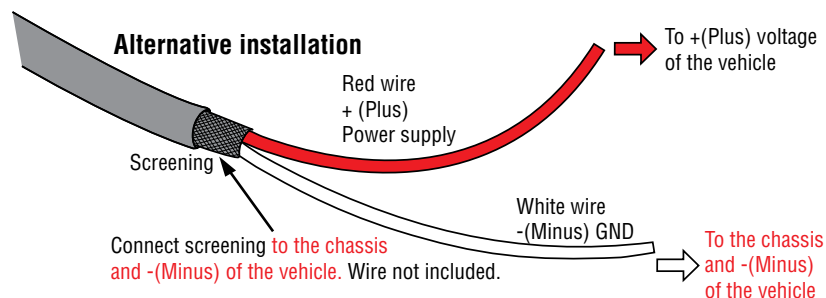 Alternative installation
To +(Plus) voltage
of the vehicle
Red wire
+ (Plus)
Power supply
Screening
White wire
-(Minus) GND
Connect screening to the chassis
and -(Minus) of the vehicle. Wire not included.
To the chassis
and -(Minus)
of the vehicle